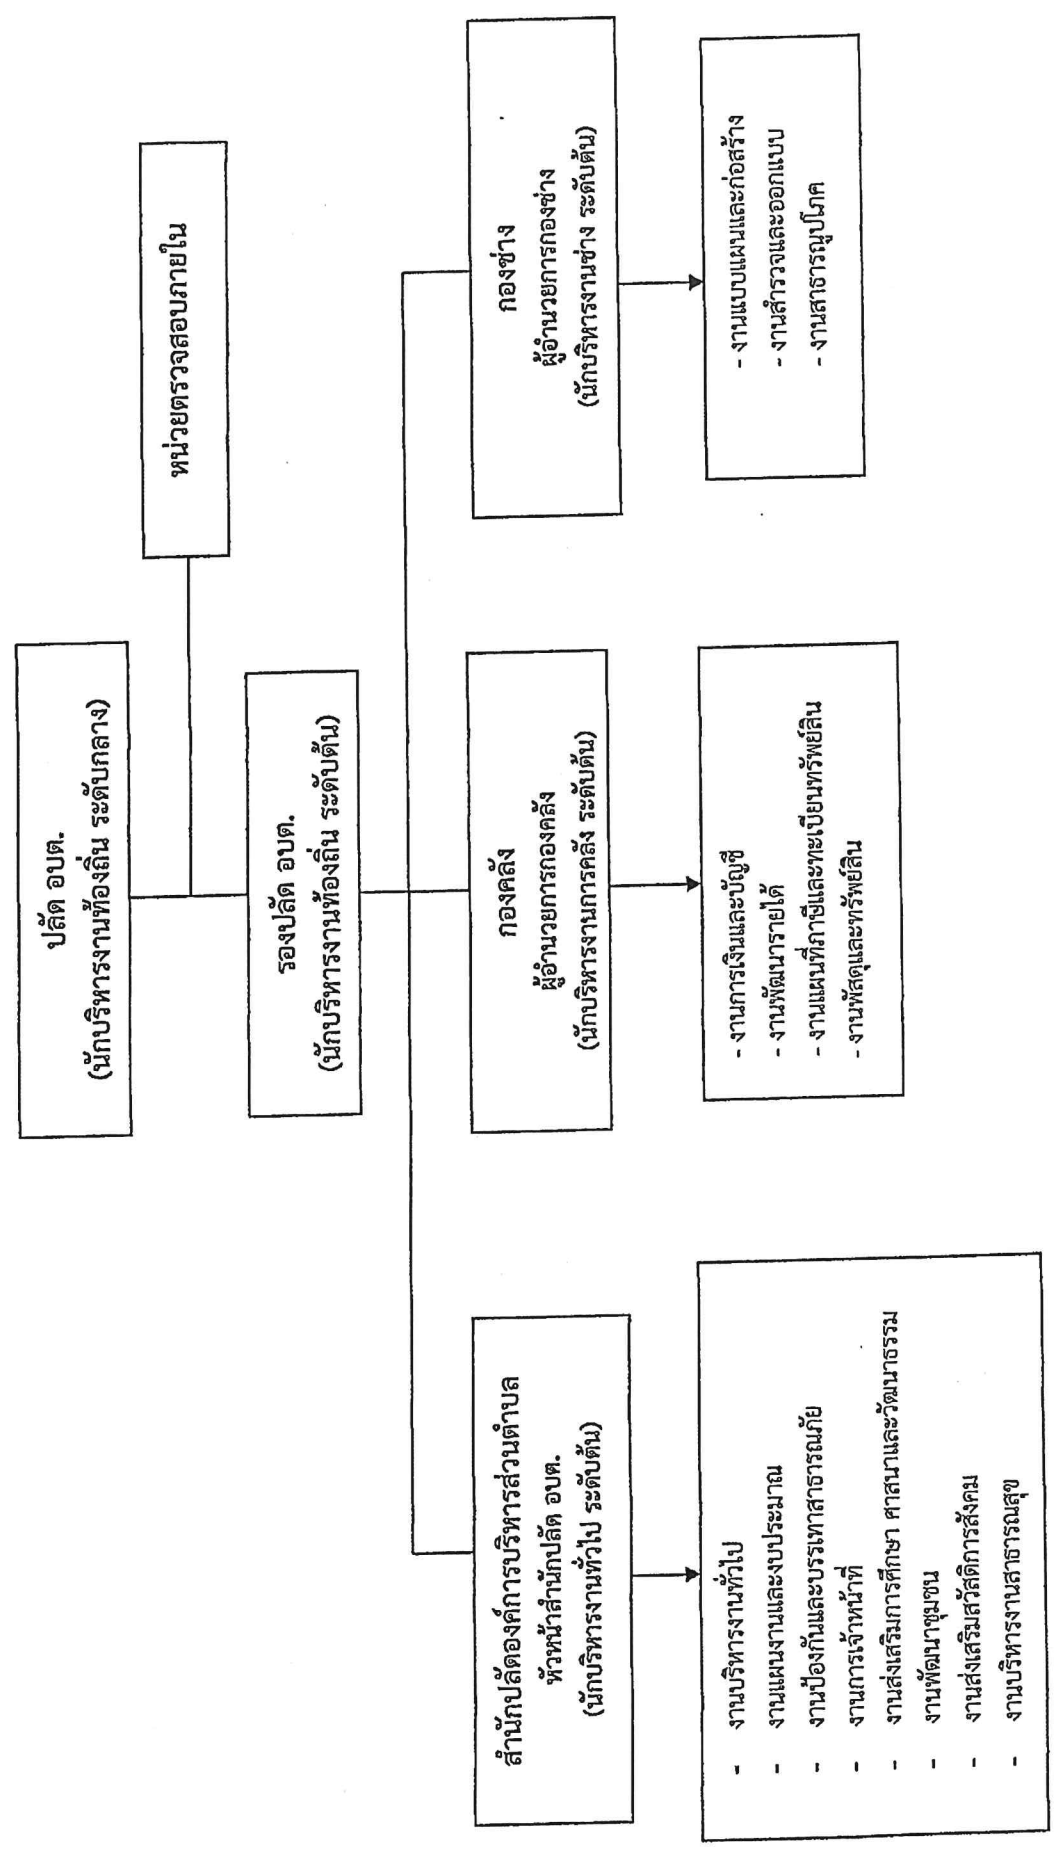 ปลัด อบต.
(นักบริหารงานท้องถิ่น ระดับกลาง)
หน่วยตรวจสอบภายใน
รองปลัด อบต.
(นักบริหารงานท้องถิ่น ระดับต้น)
สำนักปลัดองค์การบริหารส่วนตำบล
หัวหน้าสำนักปลัด อบต.
(นักบริหารงานทั่วไป ระดับต้น)
กองคลัง
ผู้อำนวยการกองคลัง
(นักบริหารงานการคลัง ระดับต้น)
กองช่าง
ผู้อำนวยการกองช่าง
(นักบริหารงานช่าง ระดับต้น)
- งานบริหารงานทั่วไป
- งานแผนงานและงบประมาณ
- งานป้องกันและบรรเทาสาธารณภัย
- งานการเจ้าหน้าที่
- งานส่งเสริมการศึกษา ศาสนาและวัฒนาธรรม
- งานพัฒนาชุมชน
- งานส่งเสริมสวัสดิการสังคม
- งานบริหารงานสาธารณสุข
- งานการเงินและบัญชี
- งานพัฒนารายได้
- งานแผนที่ภาษีและทะเบียนทรัพย์สิน
- งานพัสดุและทรัพย์สิน
- งานแบบแผนและก่อสร้าง
- งานสำรวจและออกแบบ
- งานสาธารณูปโภค